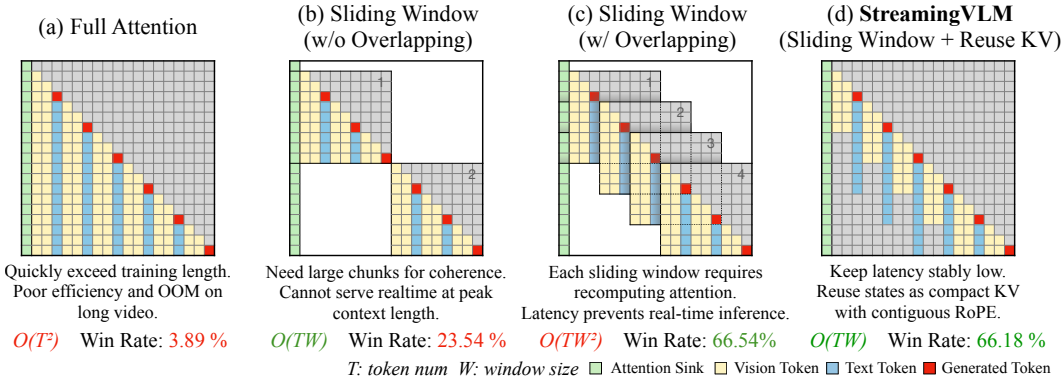 (a) Full Attention
Quickly exceed training length.
Poor efficiency and OOM on
long video.
O(T²) Win Rate: 3.89 %
(b) Sliding Window
(w/o Overlapping)
1
2
Need large chunks for coherence.
Cannot serve realtime at peak
context length.
O(TW) Win Rate: 23.54 %
(c) Sliding Window
(w/ Overlapping)
1
2
3
4
Each sliding window requires
recomputing attention.
Latency prevents real-time inference.
O(TW²) Win Rate: 66.54%
(d) StreamingVLM
(Sliding Window + Reuse KV)
Keep latency stably low.
Reuse states as compact KV
with contiguous RoPE.
O(TW) Win Rate: 66.18 %
T: token num W: window size Attention Sink Vision Token Text Token Generated Token